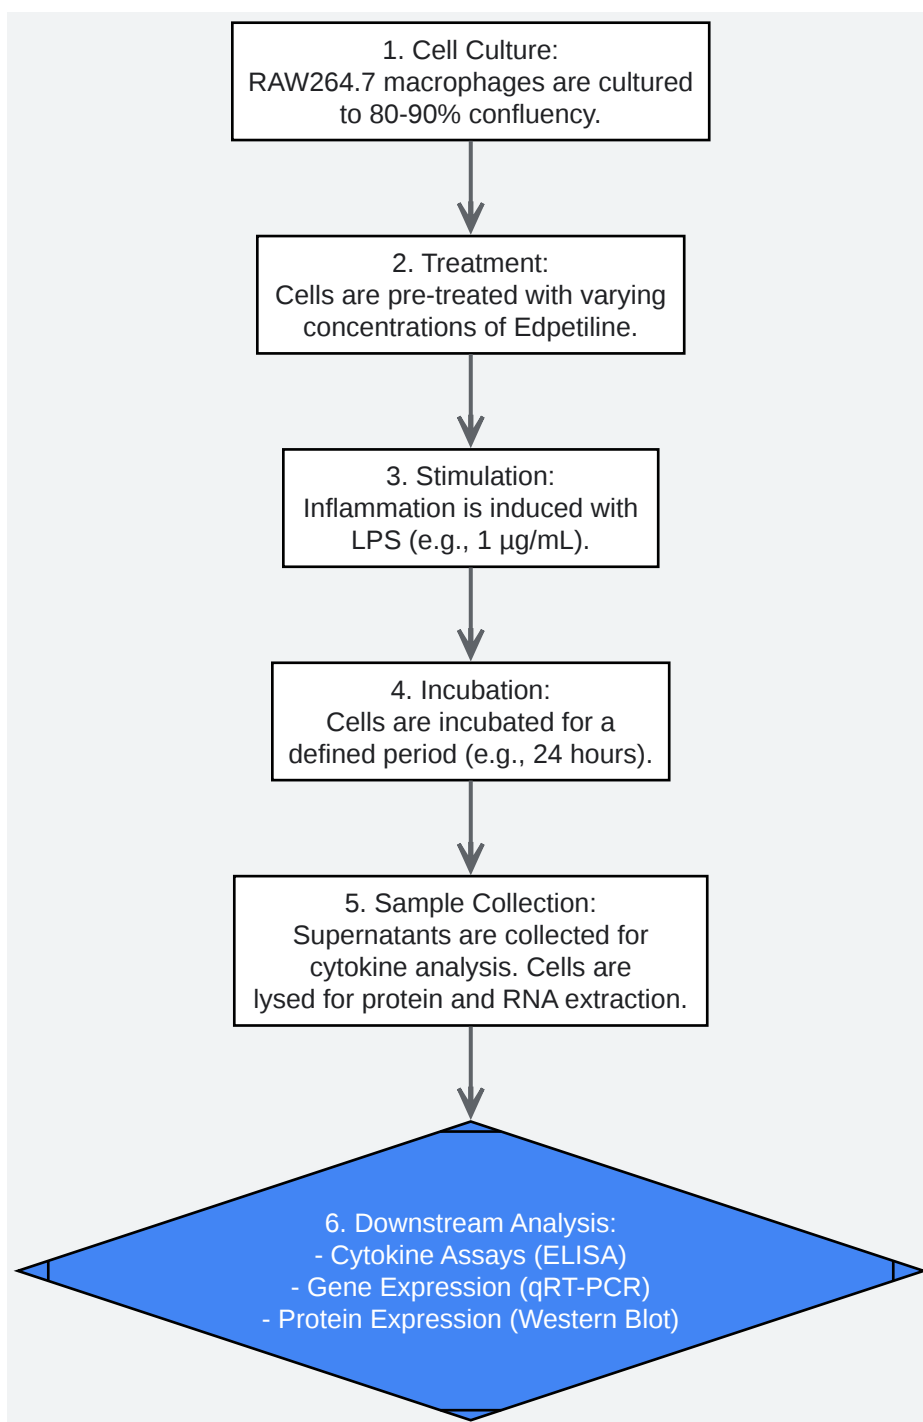 1. Cell Culture:
RAW264.7 macrophages are cultured
to 80-90% confluency.
2. Treatment:
Cells are pre-treated with varying
concentrations of Edpetiline.
3. Stimulation:
Inflammation is induced with
LPS (e.g., 1 µg/mL).
4. Incubation:
Cells are incubated for a
defined period (e.g., 24 hours).
5. Sample Collection:
Supernatants are collected for
cytokine analysis. Cells are
lysed for protein and RNA extraction.
6. Downstream Analysis:
- Cytokine Assays (ELISA)
- Gene Expression (qRT-PCR)
- Protein Expression (Western Blot)